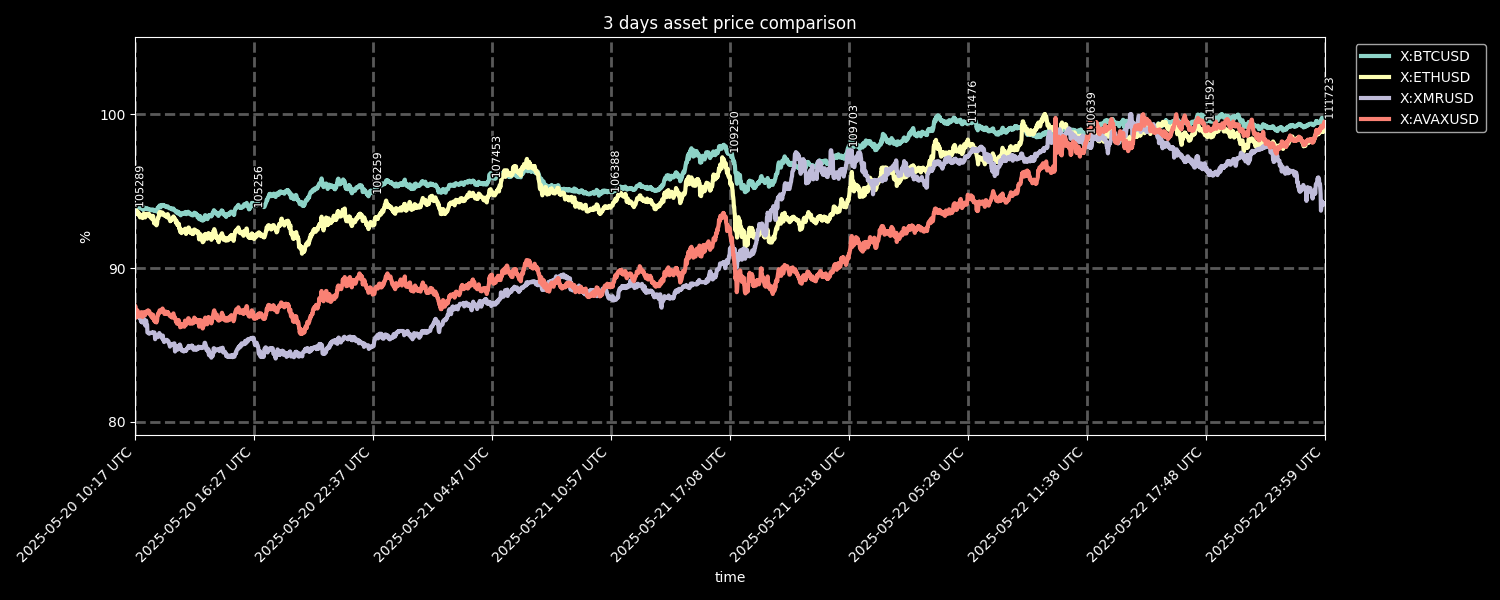 3 days asset price comparison
X:BTCUSD
X:ETHUSD
X:XMRUSD
X:AVAXUSD
100
90
80
%
105289
105256
106259
107453
106388
109250
109703
111476
110639
111592
111723
2025-05-20 10:17 UTC
2025-05-20 16:27 UTC
2025-05-20 22:37 UTC
2025-05-21 04:47 UTC
2025-05-21 10:57 UTC
2025-05-21 17:08 UTC
2025-05-21 23:18 UTC
2025-05-22 05:28 UTC
2025-05-22 11:38 UTC
2025-05-22 17:48 UTC
2025-05-22 23:59 UTC
time